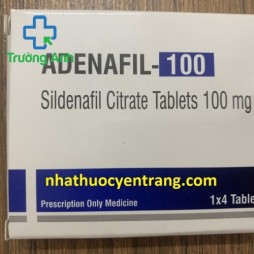 Trường Anh
ADENAFIL-100
Sildenafil Citrate Tablets 100 mg
nhathuocyentrang.com
Prescription Only Medicine
1x4 Table